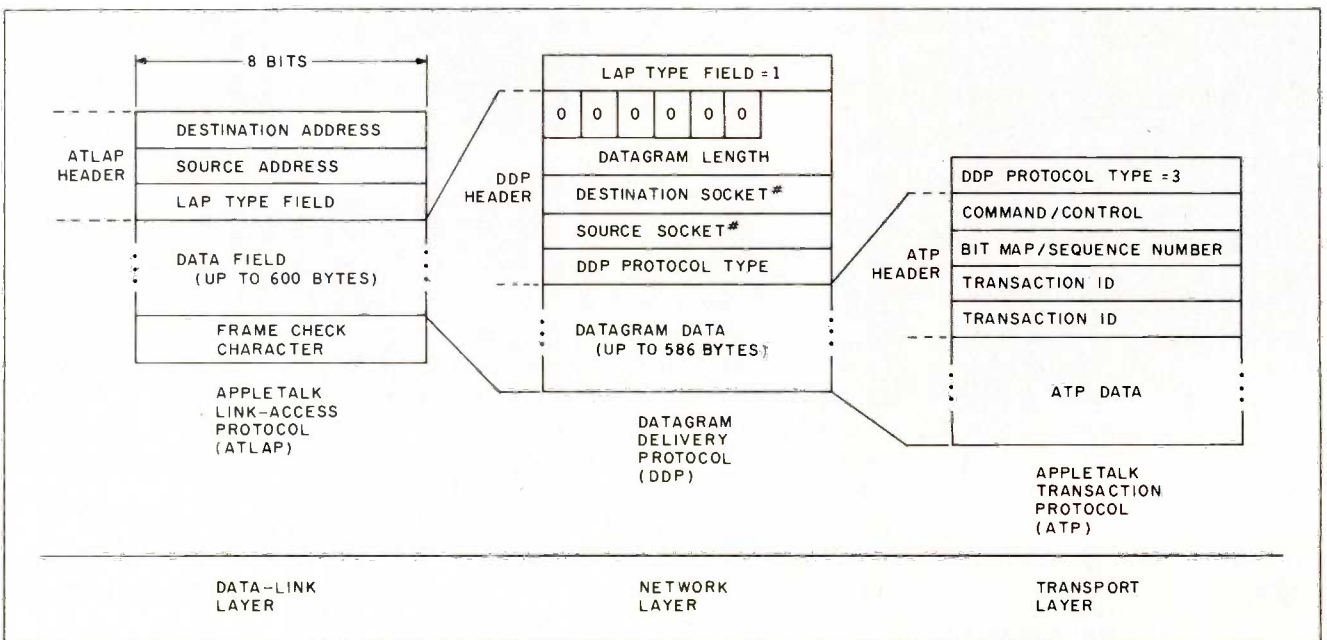 8 BITS
ATLAP
HEADER
DESTINATION ADDRESS
SOURCE ADDRESS
LAP TYPE FIELD
DATA FIELD
(UP TO 600 BYTES)
FRAME CHECK
CHARACTER
APPLETALK
LINK-ACCESS
PROTOCOL
(ATLAP)
DDP
HEADER
LAP TYPE FIELD = 1
0 0 0 0 0 0
DATAGRAM LENGTH
DESTINATION SOCKET#
SOURCE SOCKET#
DDP PROTOCOL TYPE
DATAGRAM DATA
(UP TO 586 BYTES)
DATAGRAM
DELIVERY
PROTOCOL
(DDP)
ATP
HEADER
DDP PROTOCOL TYPE = 3
COMMAND/CONTROL
BIT MAP/SEQUENCE NUMBER
TRANSACTION ID
TRANSACTION ID
ATP DATA
APPLETALK
TRANSACTION
PROTOCOL
(ATP)
DATA-LINK
LAYER
NETWORK
LAYER
TRANSPORT
LAYER